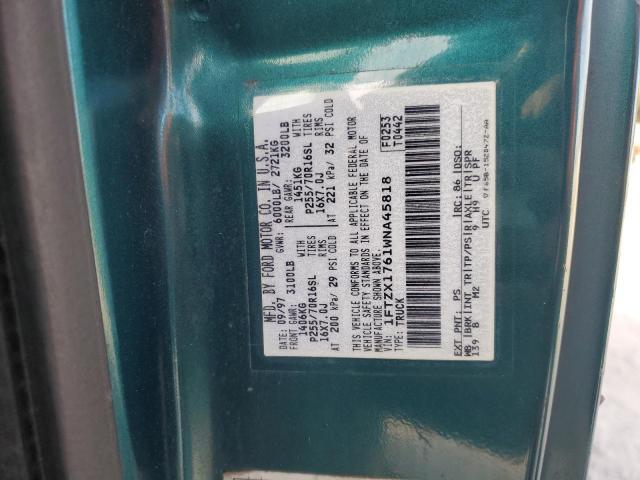 MFD. BY FORD MOTOR CO. IN U.S.A.
DATE: 09/97 GVWR: 6000LB/ 2721KG
FRONT GAWR: 3100LB REAR GAWR: 3200LB
1406KG WITH 1451KG WITH
P255/70R16SL TIRES P255/70R16SL TIRES
16X7.0J RIMS 16X7.0J RIMS
AT 200 kPa/ 29 PSI COLD AT 221 kPa/ 32 PSI COLD
THIS VEHICLE CONFORMS TO ALL APPLICABLE FEDERAL MOTOR
VEHICLE SAFETY STANDARDS IN EFFECT ON THE DATE OF
MANUFACTURE SHOWN ABOVE.
VIN: 1FTZX1761WNA45818 F0253
TYPE: TRUCK T0442
EXT PNT: PS RC: 86 DSO:
WB BRK INT TR TP/PS R AXLE TR SPR
139 B M2 9 H9 U PF
UTC